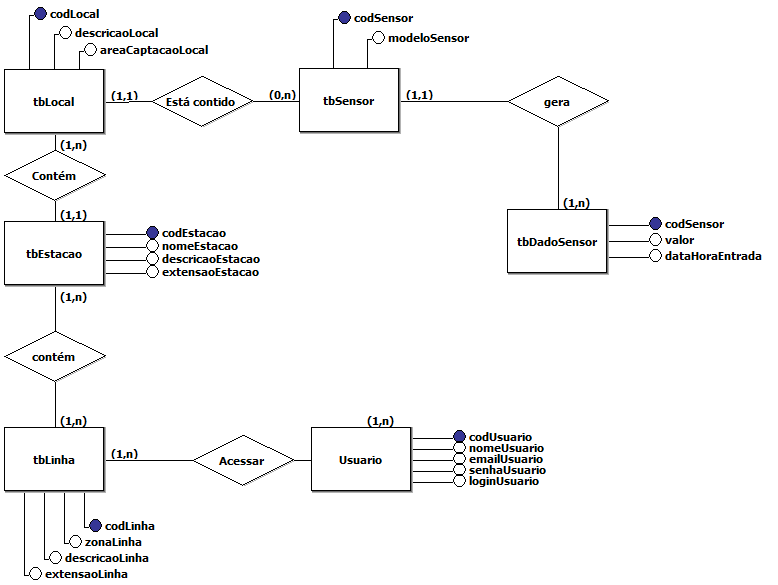 codLocal
descricaoLocal
areaCaptacaoLocal
codSensor
modeloSensor
tbLocal
(1,1)
Está contido
(0,n)
tbSensor
(1,1)
gera
(1,n)
Contém
(1,1)
(1,n)
tbDadoSensor
codSensor
valor
dataHoraEntrada
tbEstacao
codEstacao
nomeEstacao
descricaoEstacao
extensaoEstacao
(1,n)
contém
(1,n)
tbLinha
(1,n)
Acessar
(1,n)
Usuario
codUsuario
nomeUsuario
emailUsuario
senhaUsuario
loginUsuario
codLinha
zonaLinha
descricaoLinha
extensaoLinha